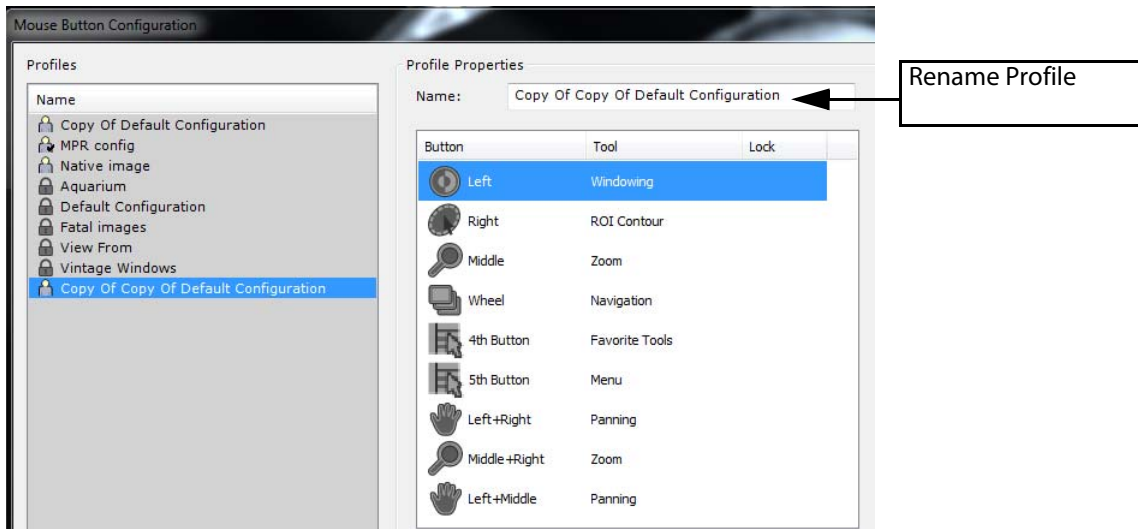 Mouse Button Configuration
Profiles
Name
Copy Of Default Configuration
MPR config
Native image
Aquarium
Default Configuration
Fatal images
View From
Vintage Windows
Copy Of Copy Of Default Configuration
Profile Properties
Name: Copy Of Copy Of Default Configuration
Button Tool Lock
Left Windowing
Right ROI Contour
Middle Zoom
Wheel Navigation
4th Button Favorite Tools
5th Button Menu
Left+Right Panning
Middle+Right Zoom
Left+Middle Panning
Rename Profile